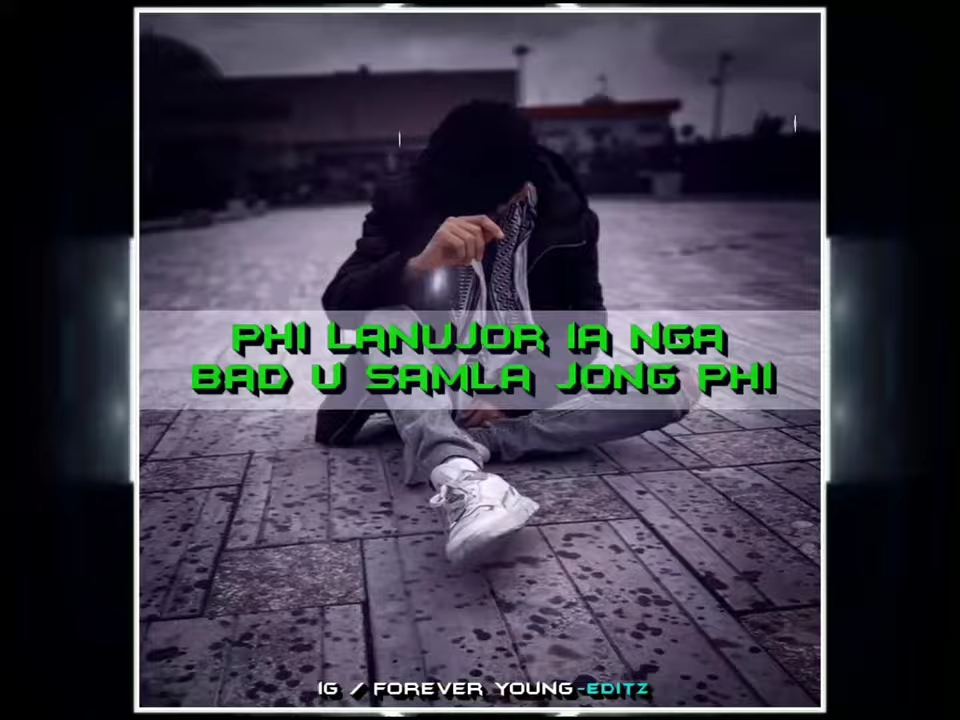 PHI LANUJOR IA NGA
BAD U SAMLA JONG PHI
IG / FOREVER YOUNG-EDITZ